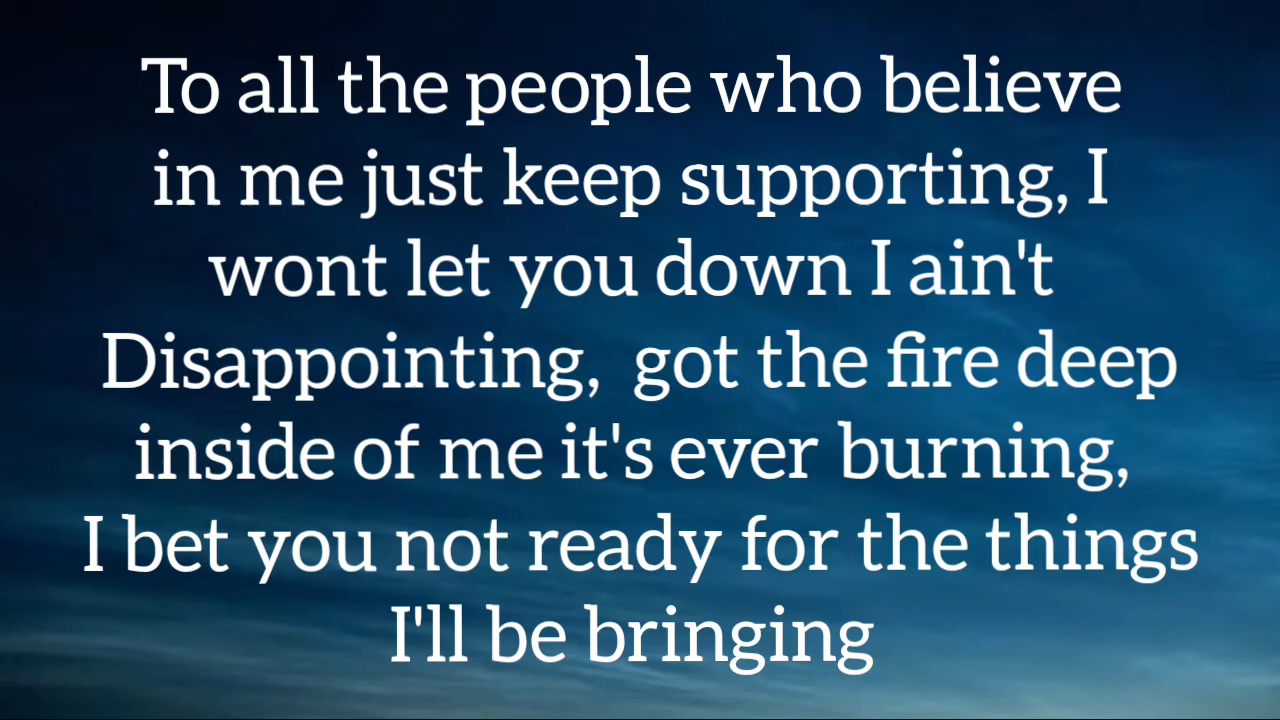 To all the people who believe
in me just keep supporting, I
wont let you down I ain't
Disappointing,  got the fire deep
inside of me it's ever burning,
I bet you not ready for the things
I'll be bringing